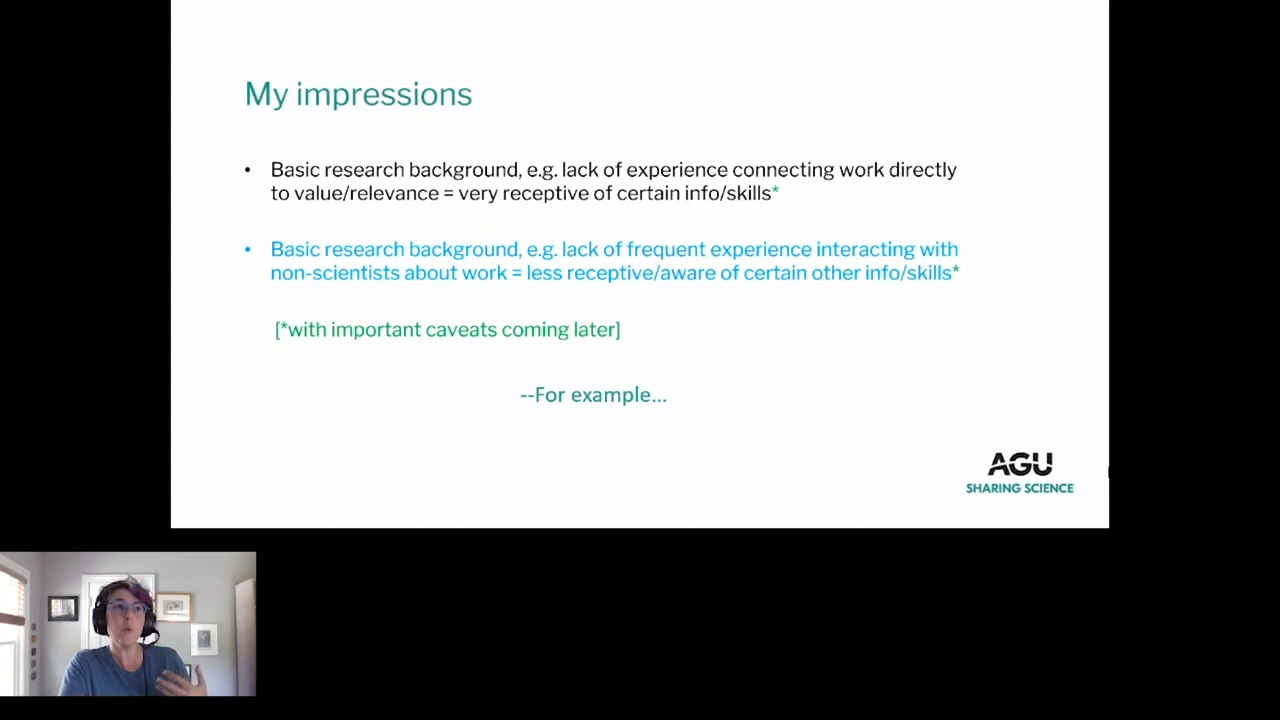 My impressions
• Basic research background, e.g. lack of experience connecting work directly
to value/relevance = very receptive of certain info/skills*
• Basic research background, e.g. lack of frequent experience interacting with
non-scientists about work = less receptive/aware of certain other info/skills*
[*with important caveats coming later]
--For example...
AGU
SHARING SCIENCE